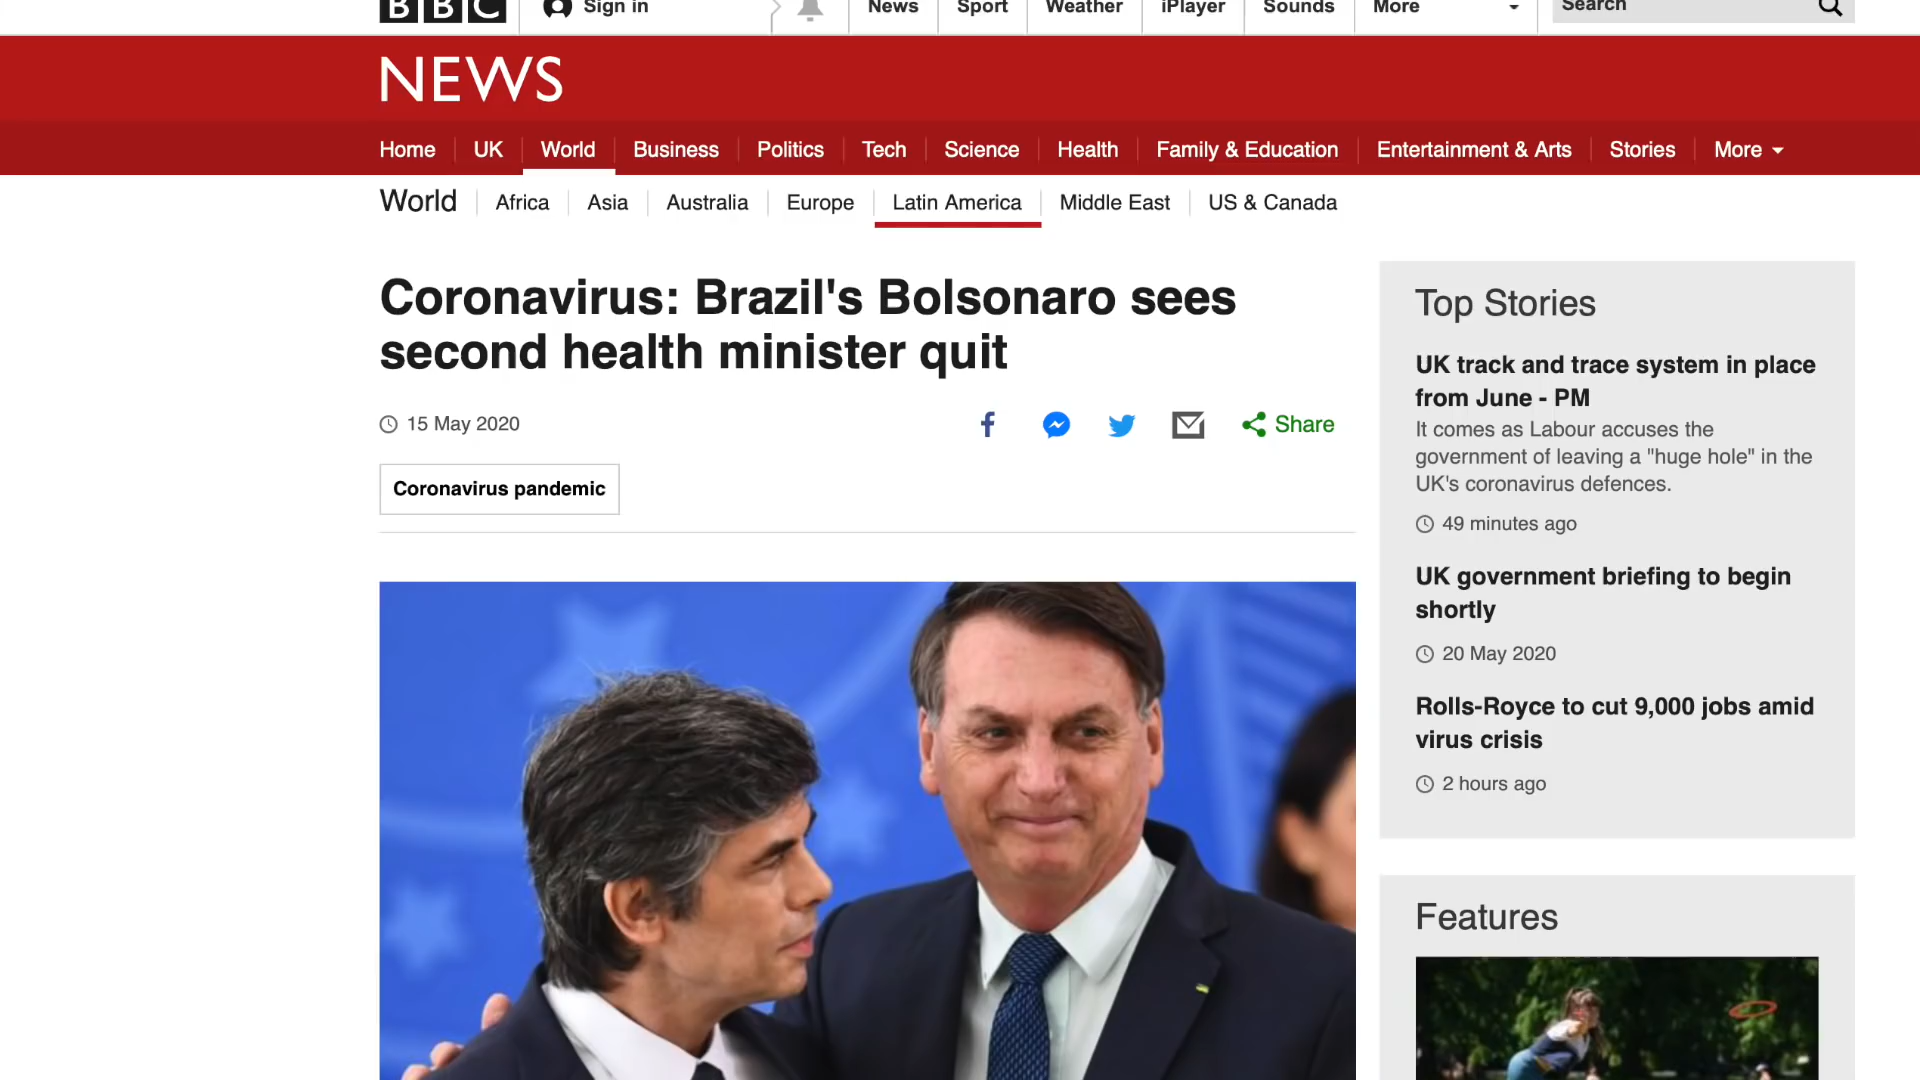 BBC Sign in News Sport Weather iPlayer Sounds More Search
NEWS
Home UK World Business Politics Tech Science Health Family & Education Entertainment & Arts Stories More
World Africa Asia Australia Europe Latin America Middle East US & Canada
Coronavirus: Brazil's Bolsonaro sees
second health minister quit
15 May 2020
Share
Coronavirus pandemic
Top Stories
UK track and trace system in place
from June - PM
It comes as Labour accuses the
government of leaving a "huge hole" in the
UK's coronavirus defences.
49 minutes ago
UK government briefing to begin
shortly
20 May 2020
Rolls-Royce to cut 9,000 jobs amid
virus crisis
2 hours ago
Features